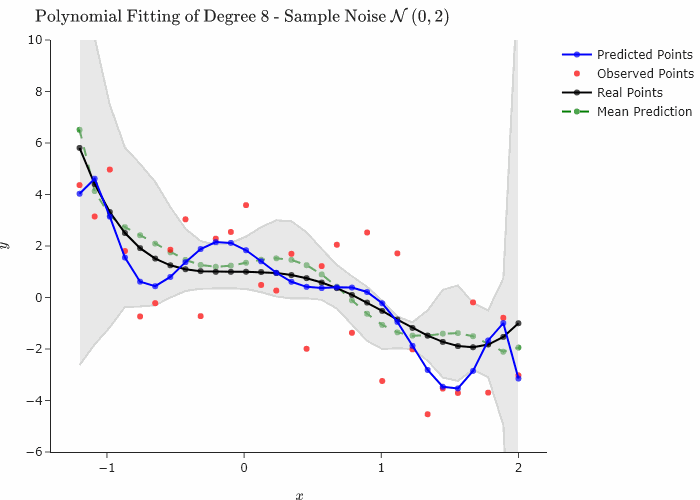 Polynomial Fitting of Degree 8 - Sample Noise 𝒩 (0, 2)
Predicted Points
Observed Points
Real Points
Mean Prediction
10
8
6
4
2
0
−2
−4
−6
y
−1
0
1
2
x